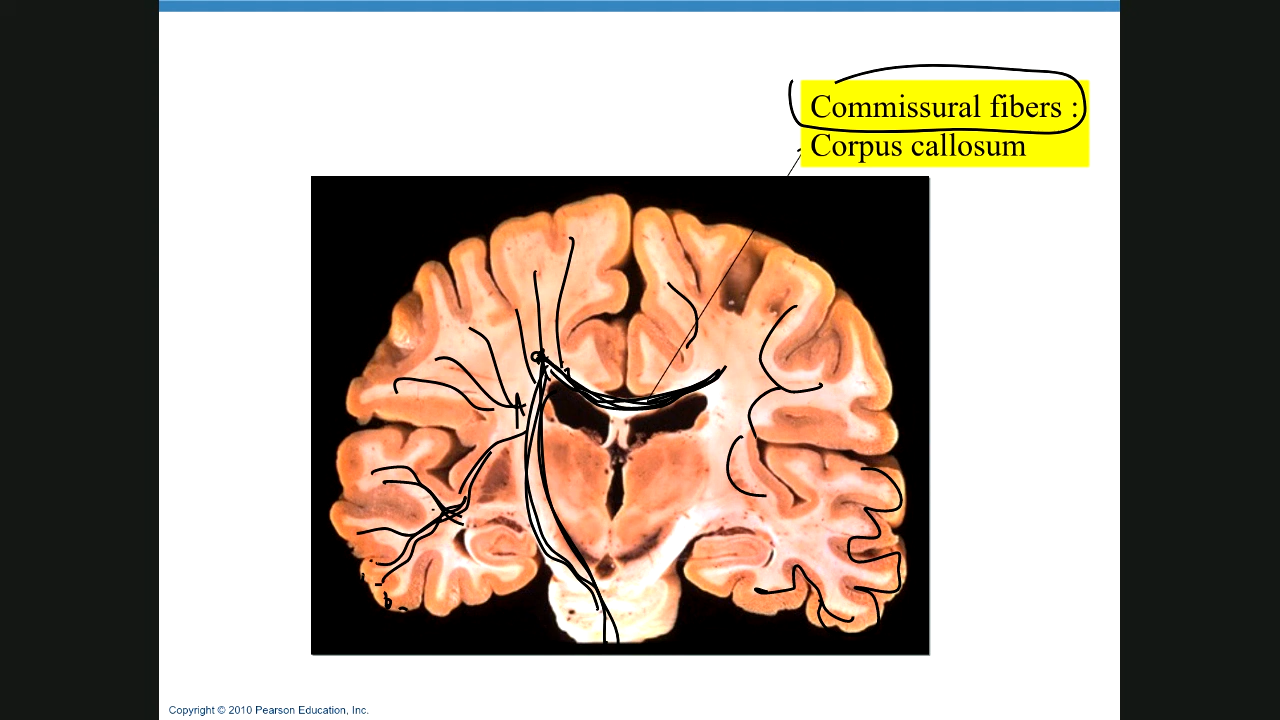 Commissural fibers :
Corpus callosum
Copyright © 2010 Pearson Education, Inc.